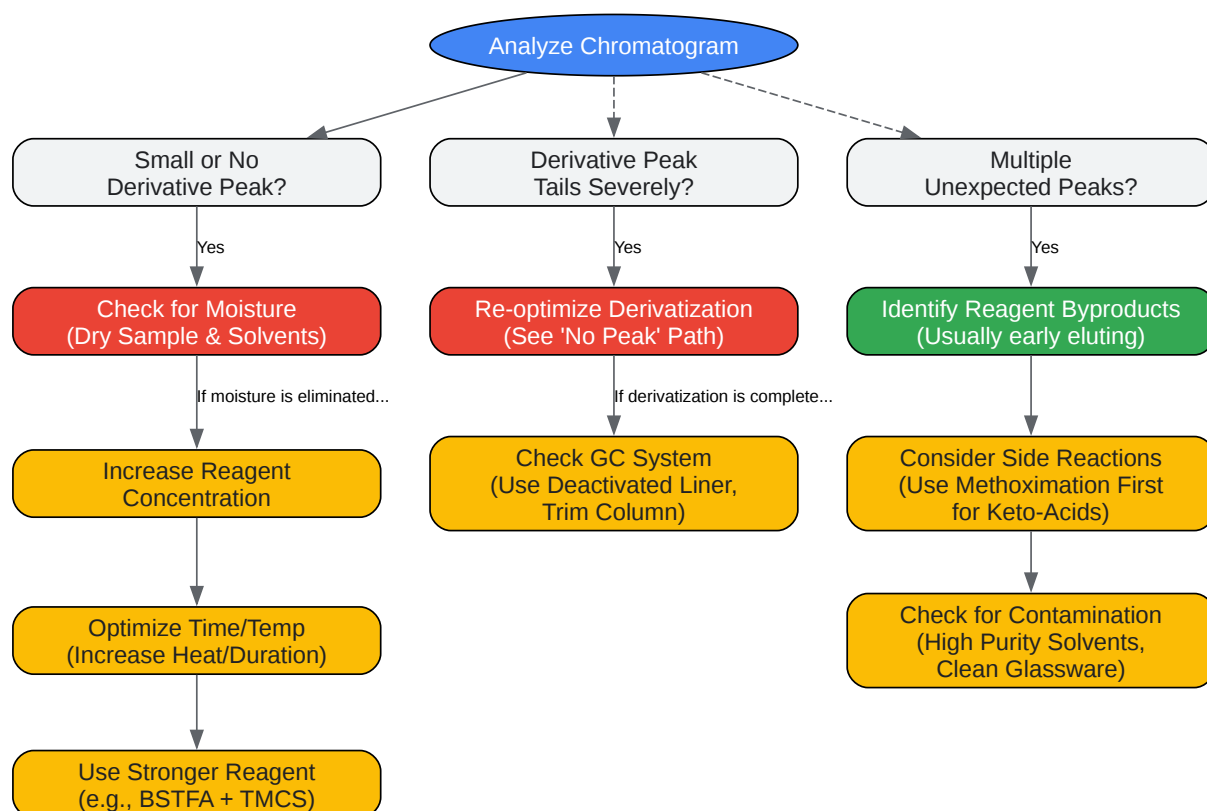 Analyze Chromatogram
Small or No
Derivative Peak?
Derivative Peak
Tails Severely?
Multiple
Unexpected Peaks?
Yes
Yes
Yes
Check for Moisture
(Dry Sample & Solvents)
Re-optimize Derivatization
(See 'No Peak' Path)
Identify Reagent Byproducts
(Usually early eluting)
If moisture is eliminated...
If derivatization is complete...
Increase Reagent
Concentration
Check GC System
(Use Deactivated Liner,
Trim Column)
Consider Side Reactions
(Use Methoximation First
for Keto-Acids)
Optimize Time/Temp
(Increase Heat/Duration)
Check for Contamination
(High Purity Solvents,
Clean Glassware)
Use Stronger Reagent
(e.g., BSTFA + TMCS)